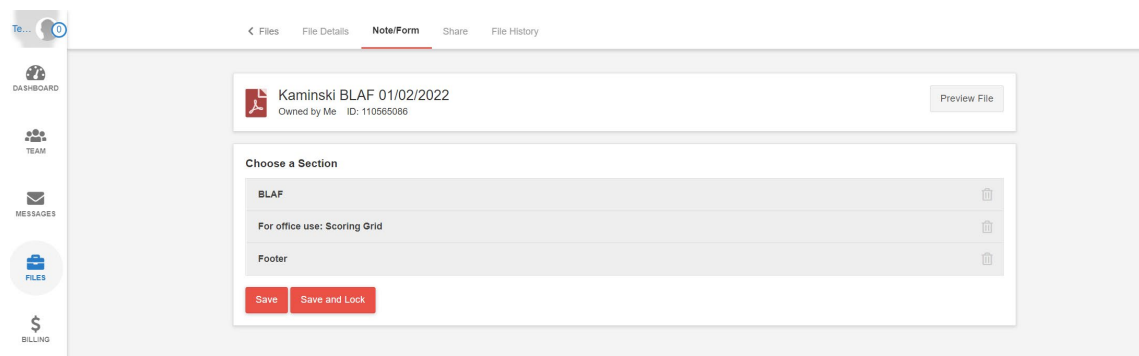 Te... 0
Files File Details Note/Form Share File History
DASHBOARD
Kaminski BLAF 01/02/2022
Owned by Me ID: 110565086
Preview File
TEAM
Choose a Section
BLAF
MESSAGES
For office use: Scoring Grid
Footer
FILES
Save Save and Lock
$
BILLING